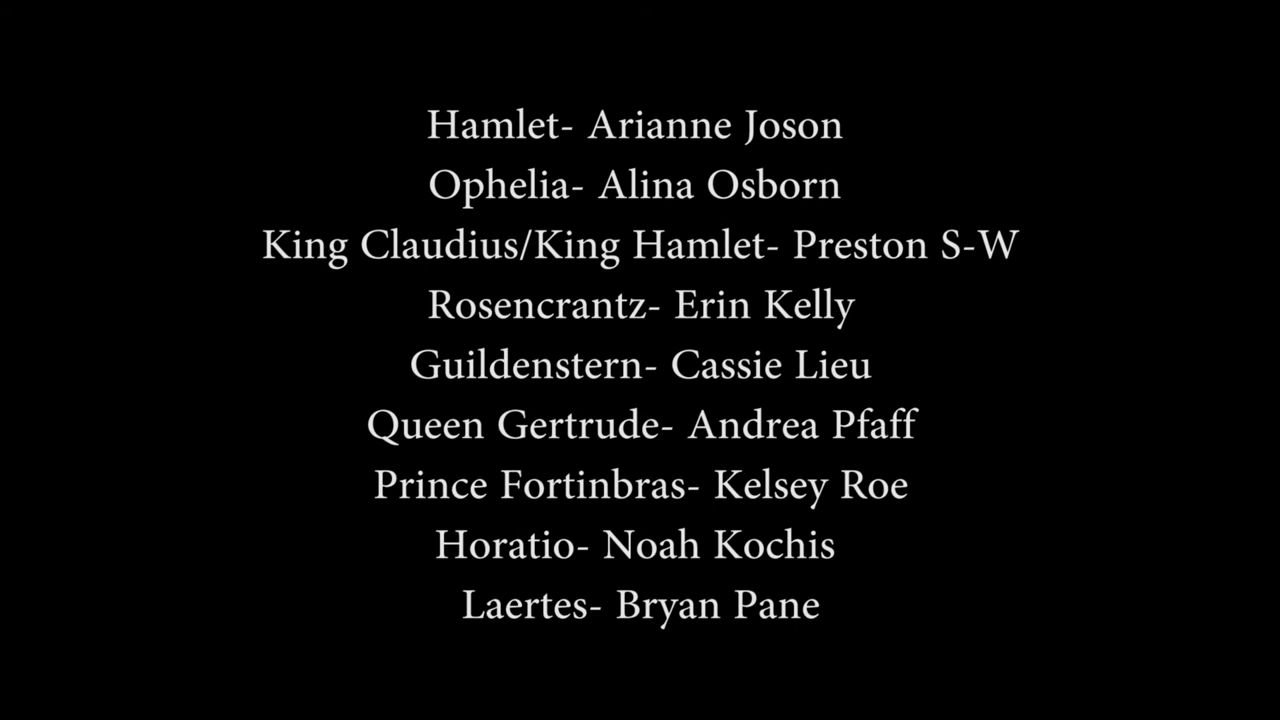 Hamlet- Arianne Joson
Ophelia- Alina Osborn
King Claudius/King Hamlet- Preston S-W
Rosencrantz- Erin Kelly
Guildenstern- Cassie Lieu
Queen Gertrude- Andrea Pfaff
Prince Fortinbras- Kelsey Roe
Horatio- Noah Kochis
Laertes- Bryan Pane